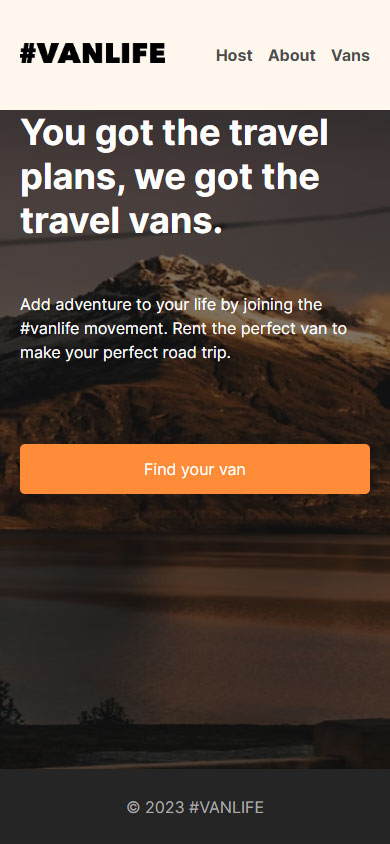 #VANLIFE
Host About Vans
You got the travel
plans, we got the
travel vans.
Add adventure to your life by joining the
#vanlife movement. Rent the perfect van to
make your perfect road trip.
Find your van
© 2023 #VANLIFE